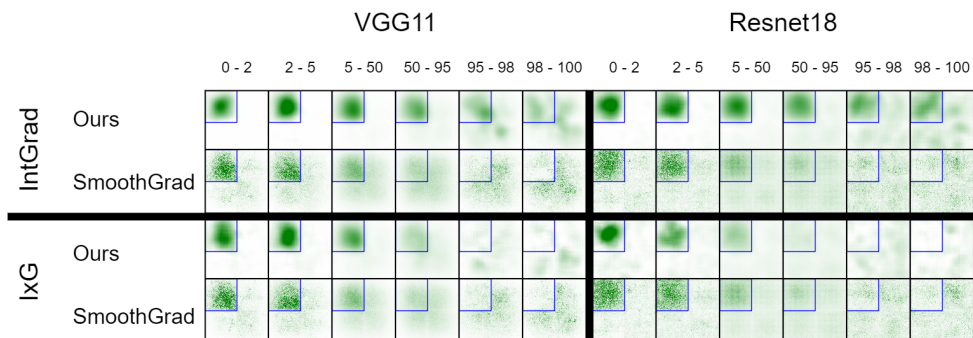 VGG11 Resnet18
0 - 2 2 - 5 5 - 50 50 - 95 95 - 98 98 - 100 0 - 2 2 - 5 5 - 50 50 - 95 95 - 98 98 - 100
IntGrad
Ours
SmoothGrad
IxG
Ours
SmoothGrad